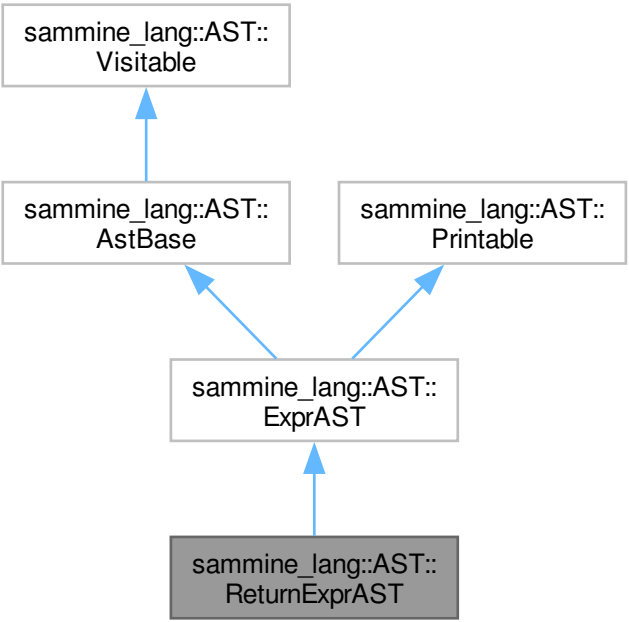 sammine_lang::AST::
Visitable
sammine_lang::AST::
AstBase
sammine_lang::AST::
Printable
sammine_lang::AST::
ExprAST
sammine_lang::AST::
ReturnExprAST